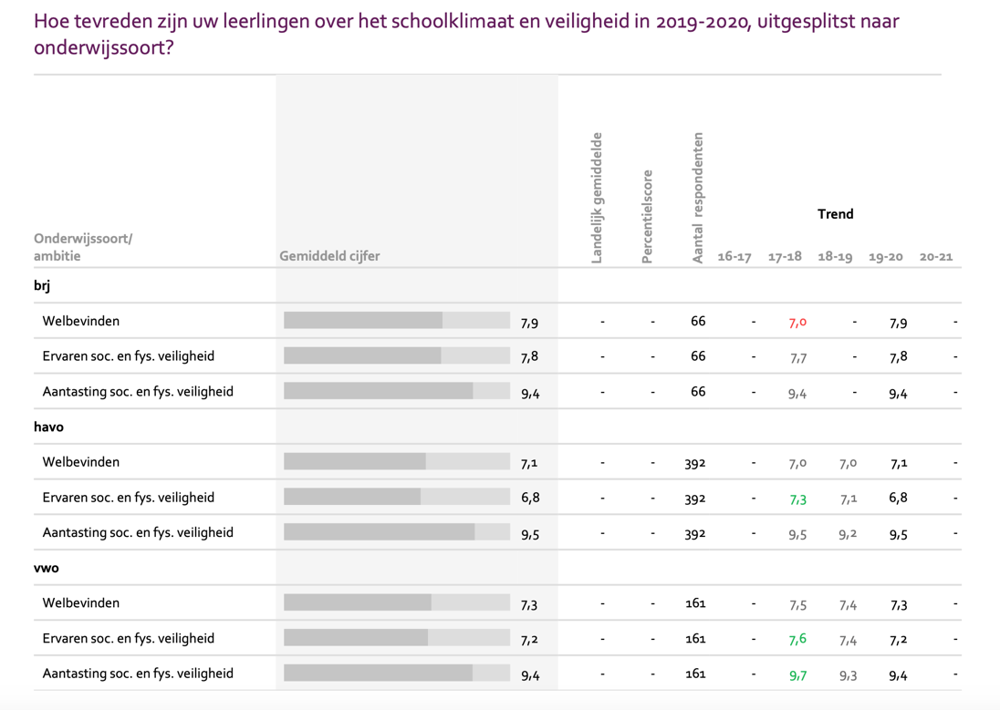 Hoe tevreden zijn uw leerlingen over het schoolklimaat en veiligheid in 2019-2020, uitgesplitst naar
onderwijssoort?
Landelijk gemiddelde
Percentielscore
Aantal respondenten
Trend
Onderwijssoort/
ambitie
Gemiddeld cijfer 16-17 17-18 18-19 19-20 20-21
brj
Welbevinden 7,9 - - 66 - 7,0 - 7,9 -
Ervaren soc. en fys. veiligheid 7,8 - - 66 - 7,7 - 7,8 -
Aantasting soc. en fys. veiligheid 9,4 - - 66 - 9,4 - 9,4 -
havo
Welbevinden 7,1 - - 392 - 7,0 7,0 7,1 -
Ervaren soc. en fys. veiligheid 6,8 - - 392 - 7,3 7,1 6,8 -
Aantasting soc. en fys. veiligheid 9,5 - - 392 - 9,5 9,2 9,5 -
vwo
Welbevinden 7,3 - - 161 - 7,5 7,4 7,3 -
Ervaren soc. en fys. veiligheid 7,2 - - 161 - 7,6 7,4 7,2 -
Aantasting soc. en fys. veiligheid 9,4 - - 161 - 9,7 9,3 9,4 -